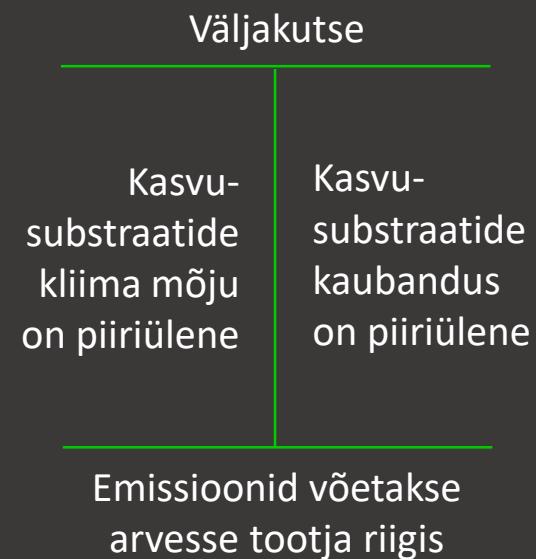 Väljakutse
Kasvu-
substraatide
kliima mõju
on piiriülene
Kasvu-
substraatide
kaubandus
on piiriülene
Emissioonid võetakse
arvesse tootja riigis